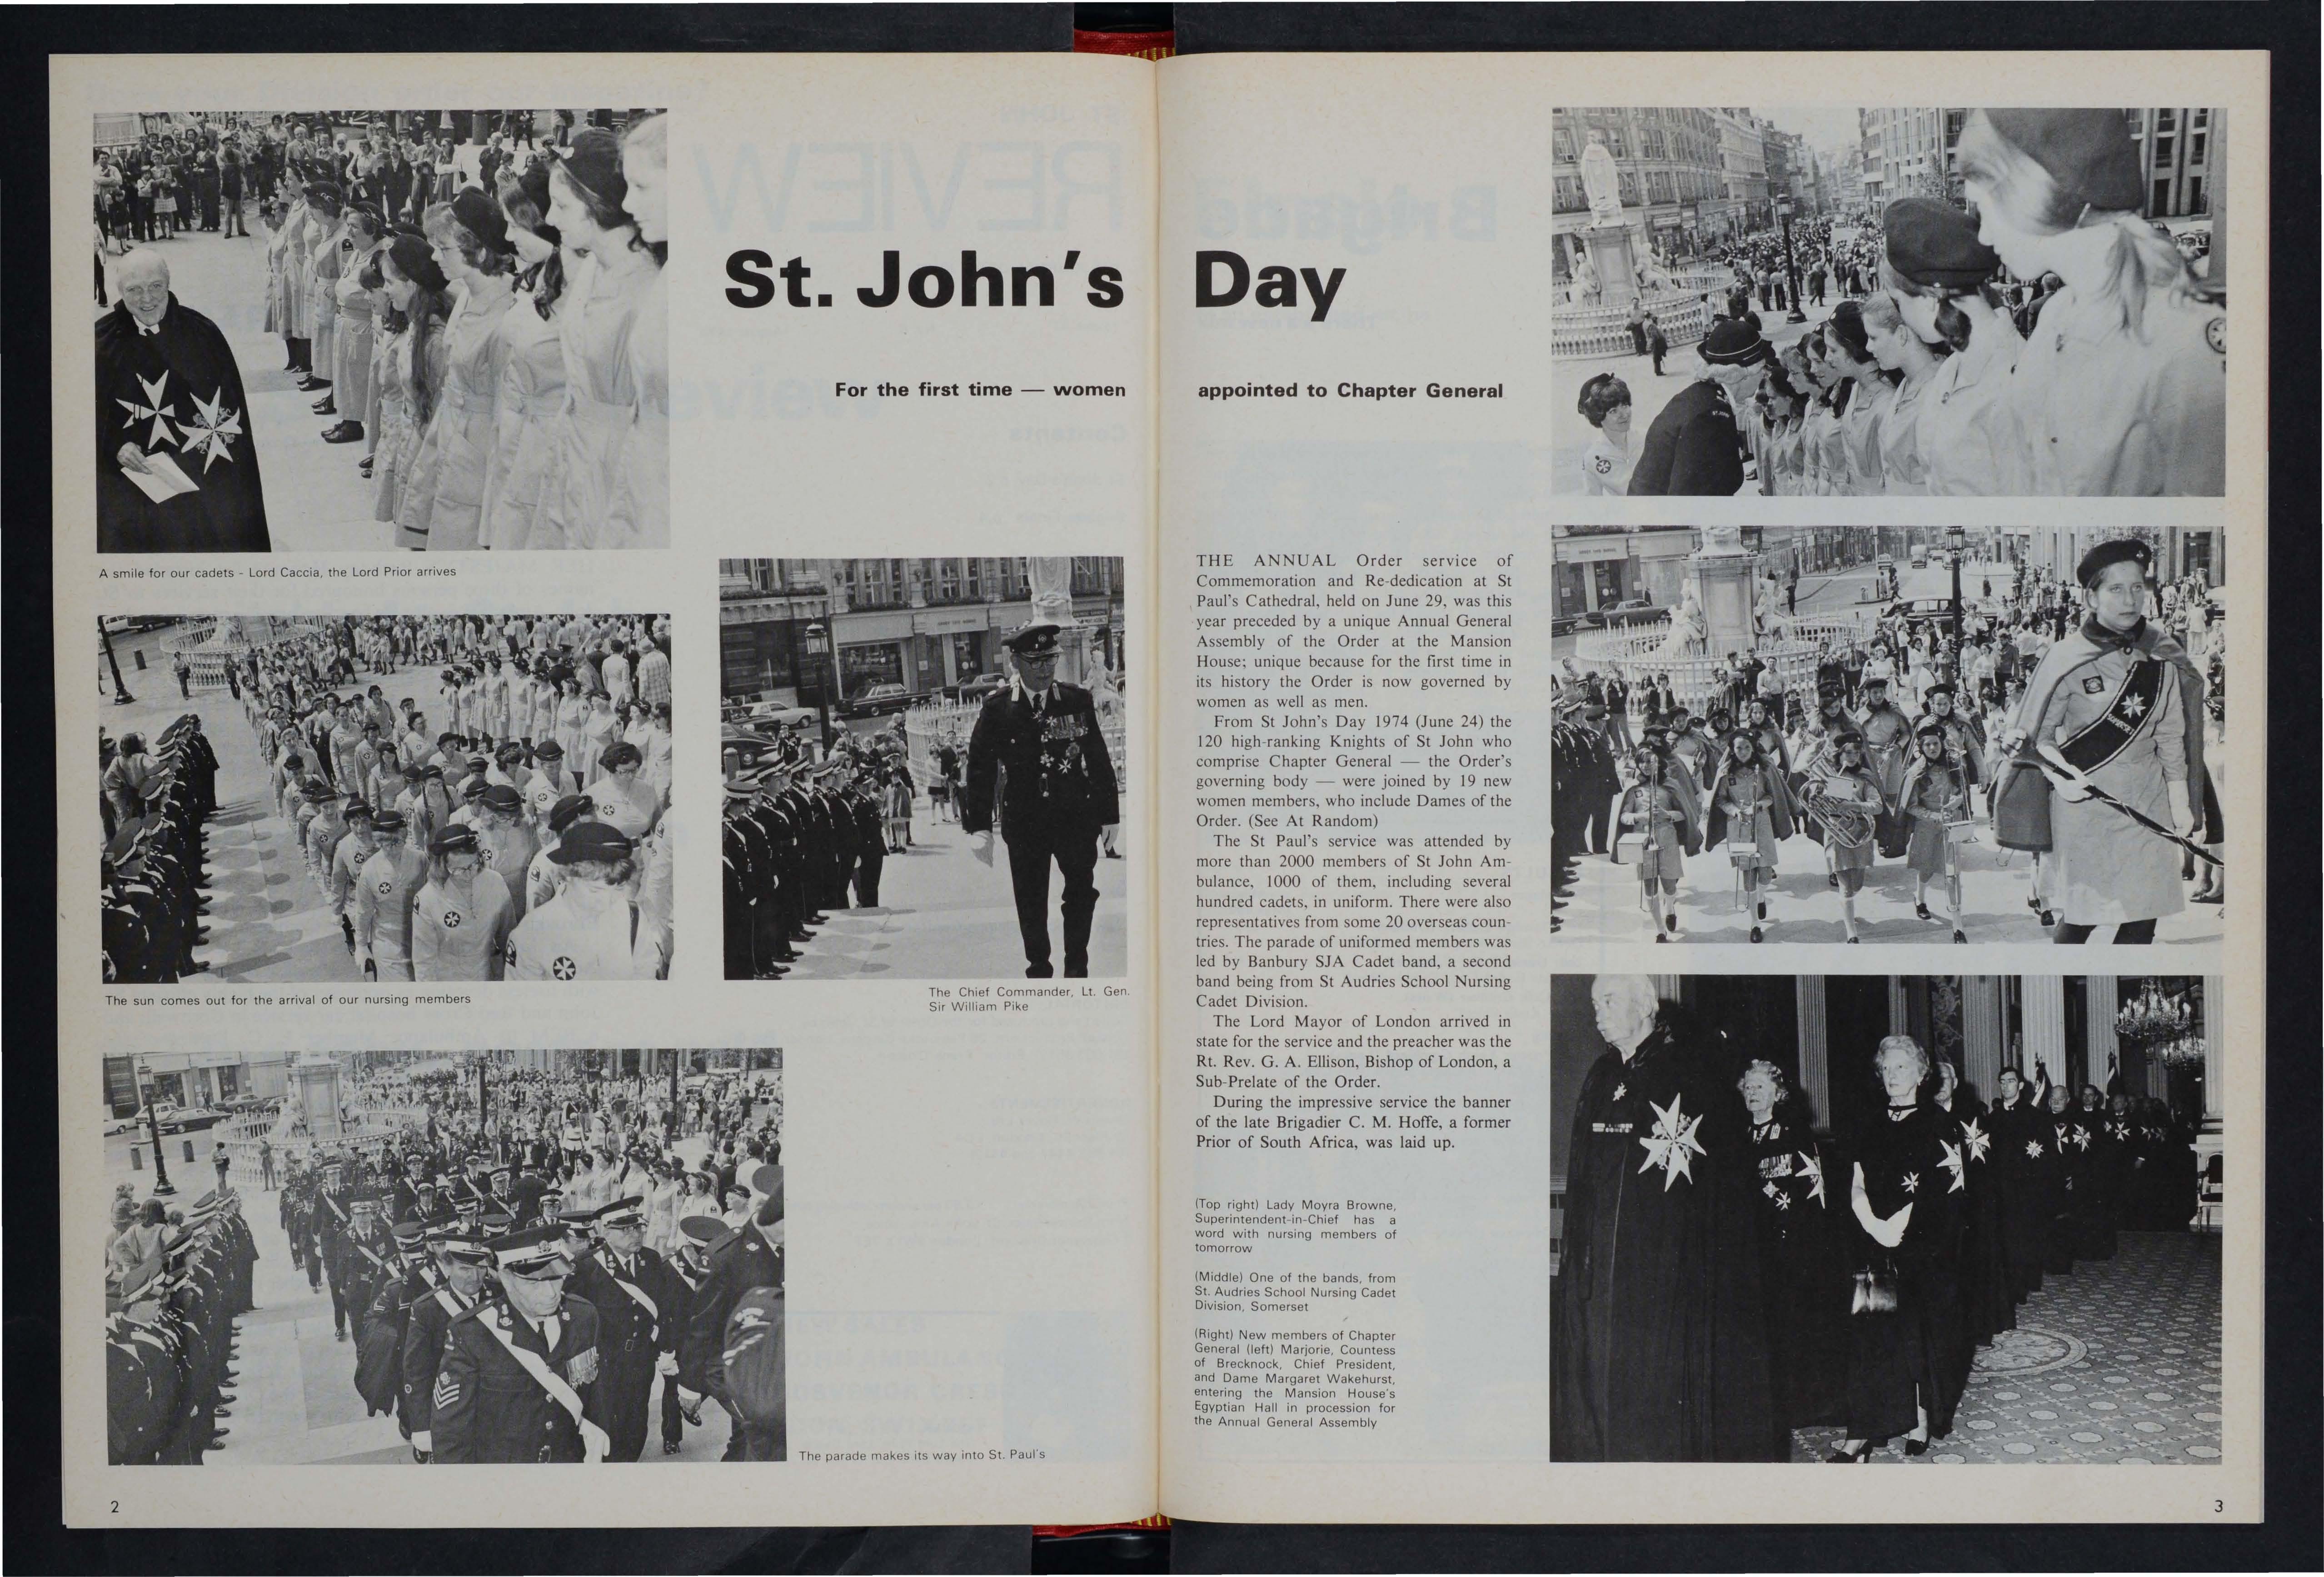 St. John's Day
For the first time — women appointed to Chapter General
A smile for our cadets - Lord Caccia, the Lord Prior arrives
The sun comes out for the arrival of our nursing members
The Chief Commander, Lt. Gen.
Sir William Pike
The parade makes its way into St. Paul's
2
THE ANNUAL Order service of
Commemoration and Re-dedication at St
Paul's Cathedral, held on June 29, was this
year preceded by a unique Annual General
Assembly of the Order at the Mansion
House; unique because for the first time in
its history the Order is now governed by
women as well as men.
From St John's Day 1974 (June 24) the
120 high-ranking Knights of St John who
comprise Chapter General — the Order's
governing body — were joined by 19 new
women members, who include Dames of the
Order. (See At Random)
The St Paul's service was attended by
more than 2000 members of St John Am-
bulance, 1000 of them, including several
hundred cadets, in uniform. There were also
representatives from some 20 overseas coun-
tries. The parade of uniformed members was
led by Banbury SJA Cadet band, a second
band being from St Audries School Nursing
Cadet Division.
The Lord Mayor of London arrived in
state for the service and the preacher was the
Rt. Rev. G. A. Ellison, Bishop of London, a
Sub-Prelate of the Order.
During the impressive service the banner
of the late Brigadier C. M. Hoffe, a former
Prior of South Africa, was laid up.
(Top right) Lady Moyra Browne,
Superintendent-in-Chief has a
word with nursing members of
tomorrow
(Middle) One of the bands, from
St. Audries School Nursing Cadet
Division, Somerset
(Right) New members of Chapter
General (left) Marjorie, Countess
of Brecknock, Chief President,
and Dame Margaret Wakehurst,
entering the Mansion House's
Egyptian Hall in procession for
the Annual General Assembly
3